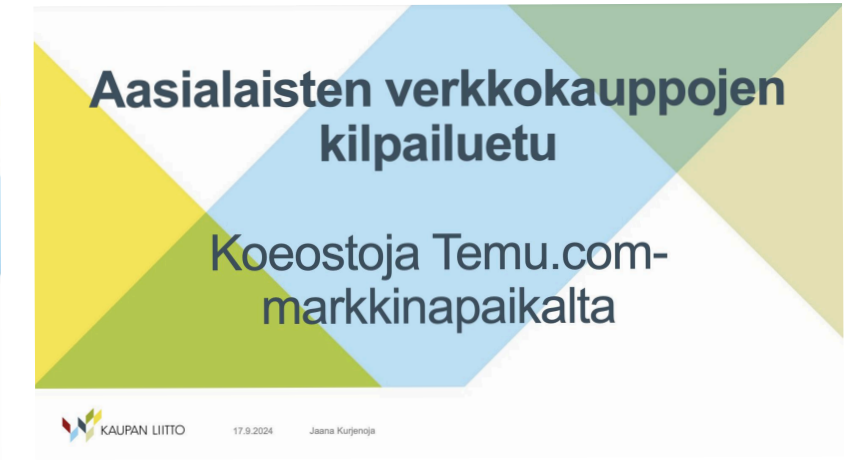 Aasialaisten verkkokauppojen
kilpailuetu
Koeostoja Temu.com-
markkinapaikalta
KAUPAN LIITTO
17.9.2024
Jaana Kurjenoja